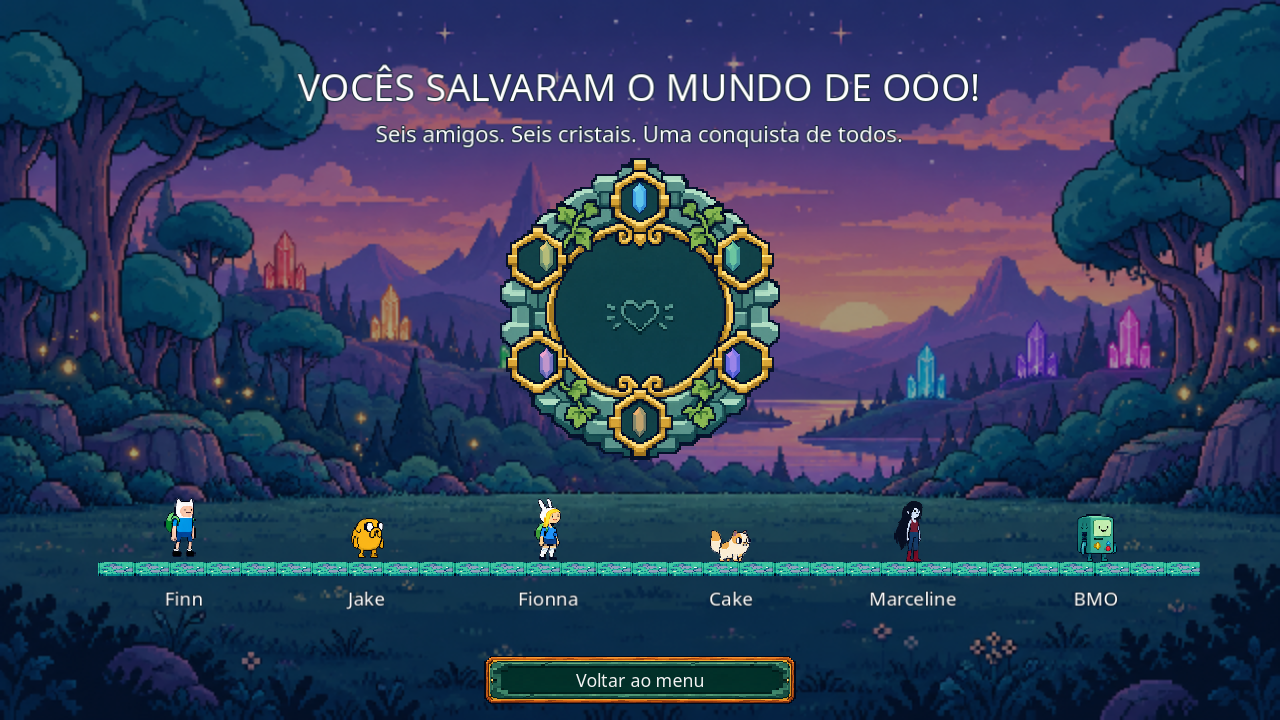 VOCÊS SALVARAM O MUNDO DE OOO!
Seis amigos. Seis cristais. Uma conquista de todos.
Finn
Jake
Fionna
Cake
Marceline
BMO
Voltar ao menu